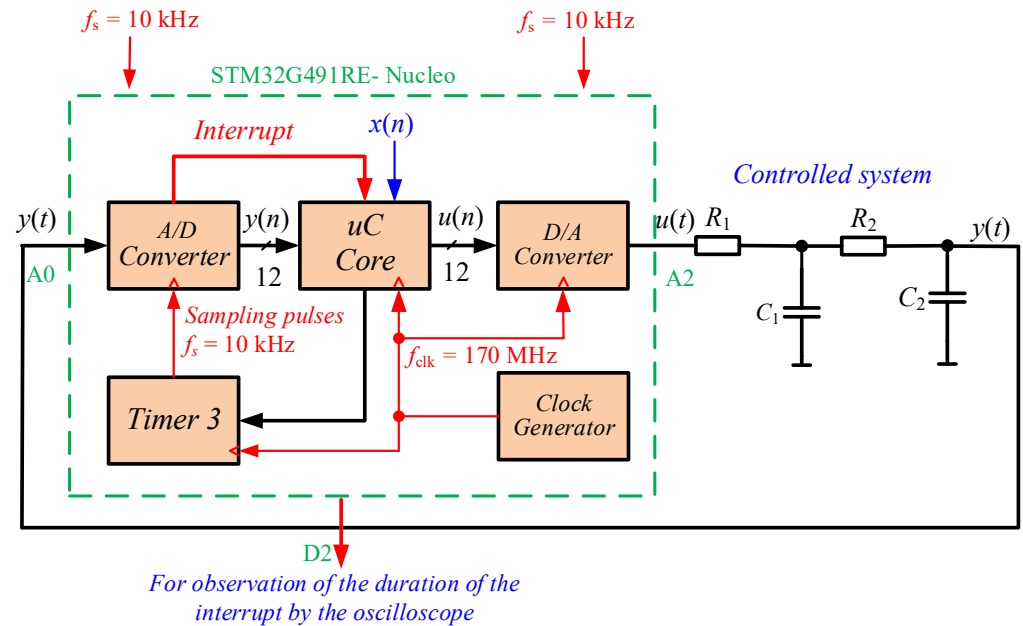 fs = 10 kHz
fs = 10 kHz
STM32G491RE- Nucleo
Interrupt
x(n)
Controlled system
y(t)
A/D
Converter
y(n)
12
uC
Core
u(n)
12
D/A
Converter
u(t)
R1
R2
y(t)
A0
A2
C1
C2
Sampling pulses
fs = 10 kHz
fclk = 170 MHz
Timer 3
Clock
Generator
D2
For observation of the duration of the
interrupt by the oscilloscope